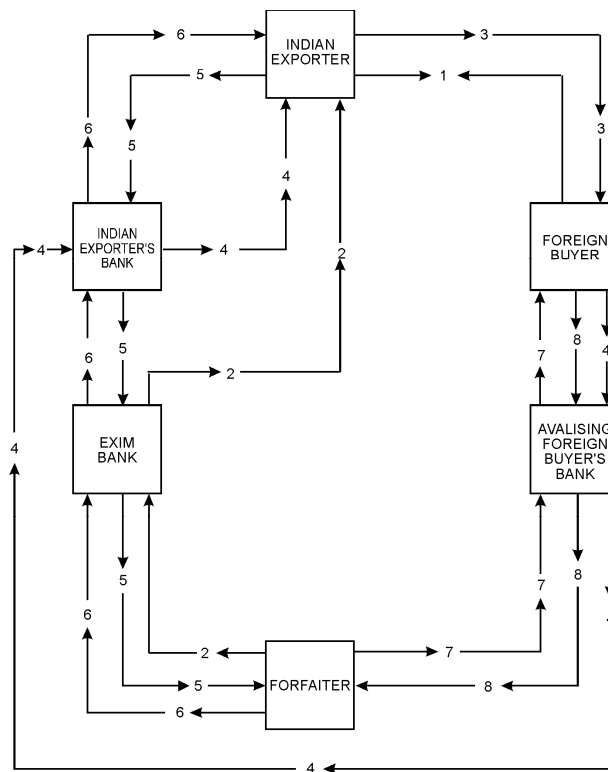 6
INDIAN
EXPORTER
3
5
1
6
5
3
4
INDIAN
EXPORTER'S
BANK
4
4
FOREIGN
BUYER
2
6
5
7
8
4
2
4
EXIM
BANK
AVALISING
FOREIGN
BUYER'S
BANK
5
8
6
7
2
7
5
FORFAITER
8
6
4